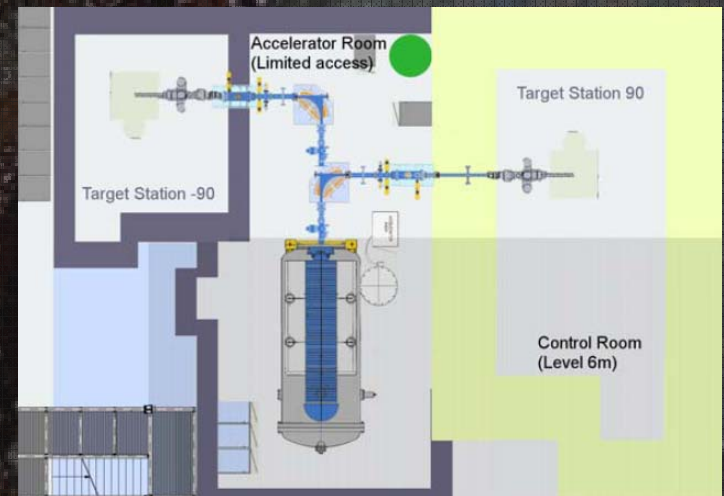 Accelerator Room
(Limited access)
Target Station 90
Target Station -90
Control Room
(Level 6m)